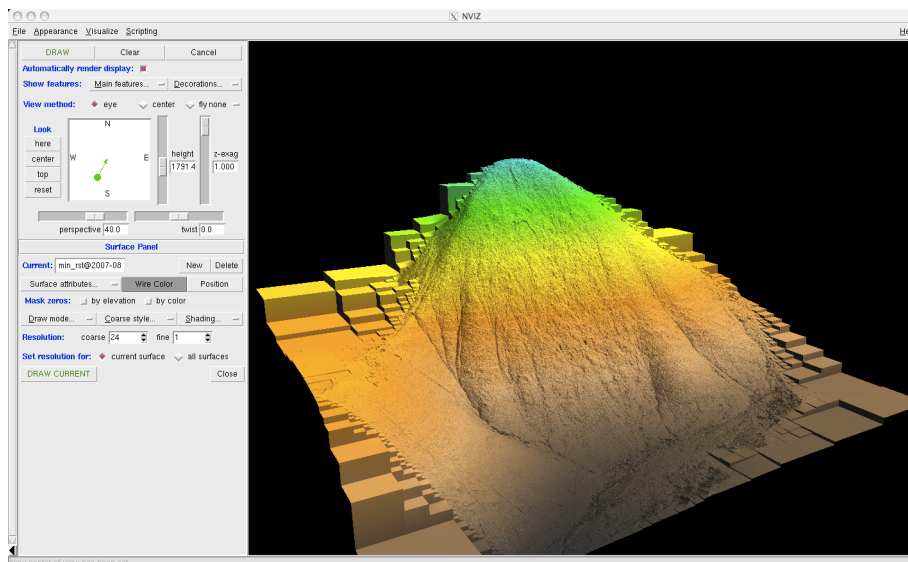 X NVIZ
File Appearance Visualize Scripting He
DRAW Clear Cancel
Automatically render display:
Show features: Main features... Decorations...
View method: eye center fly none
Look
here
center
top
reset
N
W E
S
height
1791.4
z-exag
1.000
perspective 40.0 twist 0.0
Surface Panel
Current: min_rst@2007-08 New Delete
Surface attributes... Wire Color Position
Mask zeros: by elevation by color
Draw mode... Coarse style... Shading...
Resolution: coarse 24 fine 1
Set resolution for: current surface all surfaces
DRAW CURRENT Close